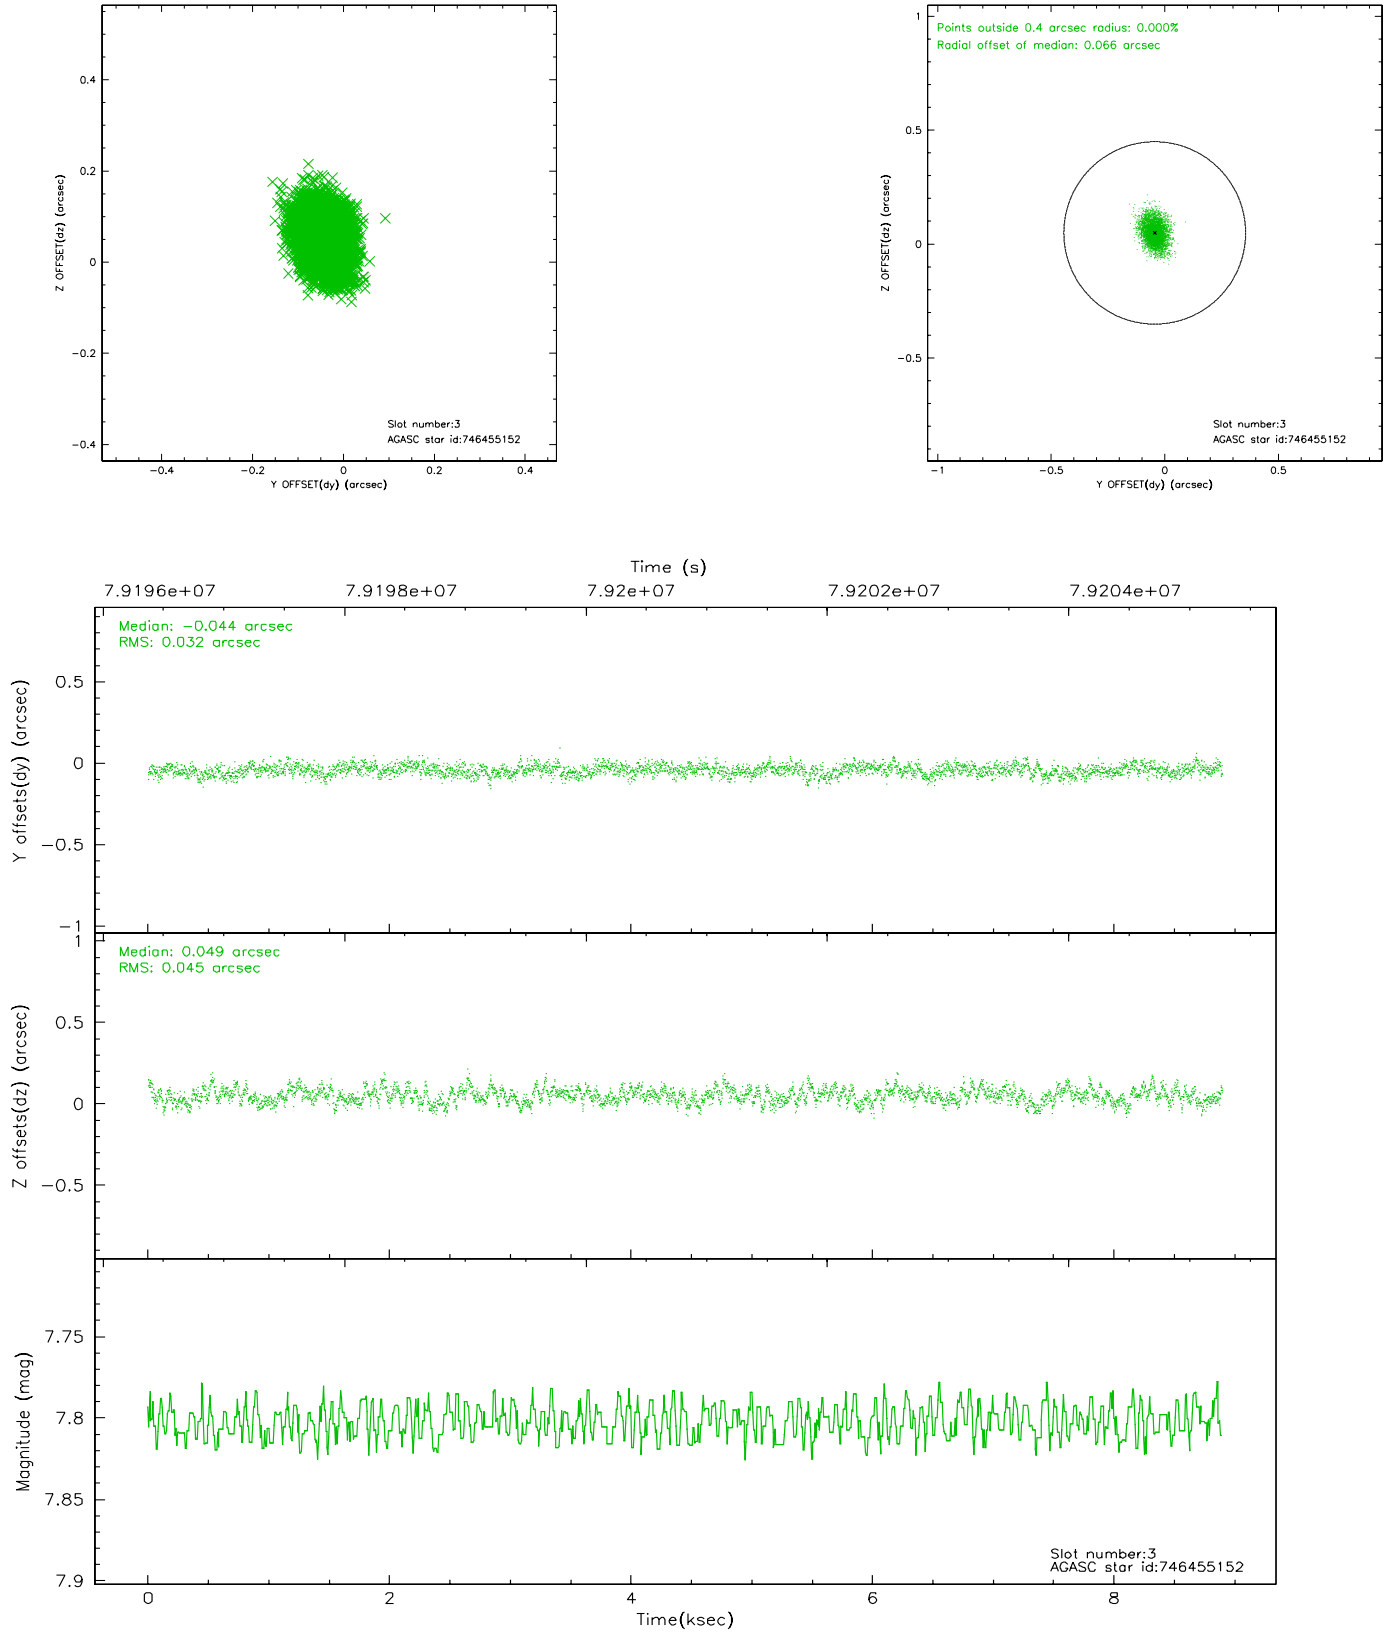 0.4
0.2
0
−0.2
−0.4
Z OFFSET(dz) (arcsec)
Slot number:3
AGASC star id:746455152
−0.4 −0.2 0 0.2 0.4
Y OFFSET(dy) (arcsec)
Points outside 0.4 arcsec radius: 0.000%
Radial offset of median: 0.066 arcsec
1
0.5
0
−0.5
Z OFFSET(dz) (arcsec)
Slot number:3
AGASC star id:746455152
−1 −0.5 0 0.5
Y OFFSET(dy) (arcsec)
Time (s)
7.9196e+07 7.9198e+07 7.92e+07 7.9202e+07 7.9204e+07
Median: −0.044 arcsec
RMS: 0.032 arcsec
0.5
0
−0.5
−1
Y offsets(dy) (arcsec)
Median: 0.049 arcsec
RMS: 0.045 arcsec
1
0.5
0
−0.5
Z offsets(dz) (arcsec)
7.75
7.8
7.85
7.9
Magnitude (mag)
Slot number:3
AGASC star id:746455152
0 2 4 6 8
Time(ksec)